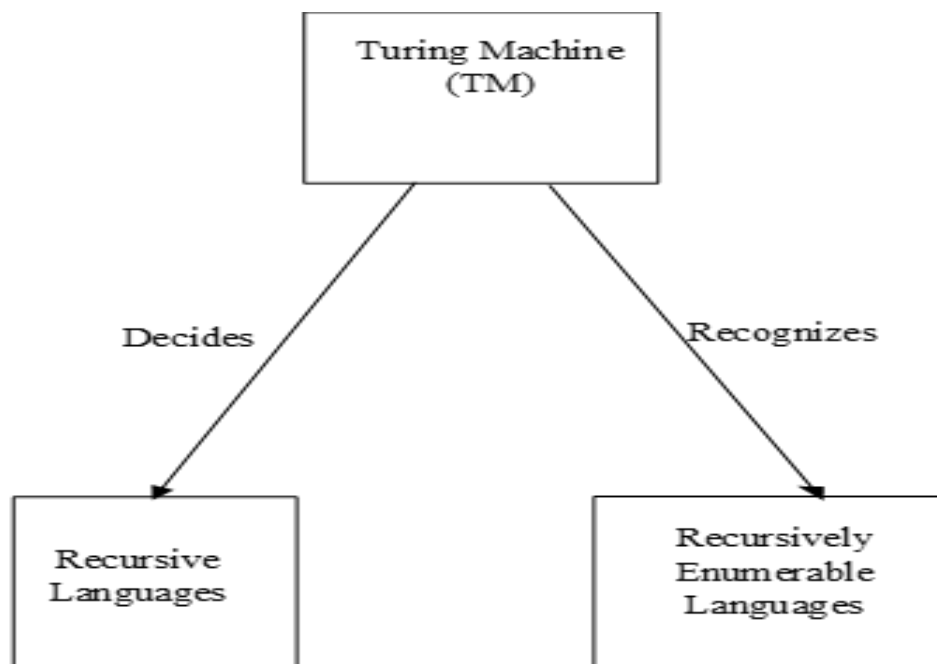 Turing Machine
(TM)
Decides
Recognizes
Recursive
Languages
Recursively
Enumerable
Languages